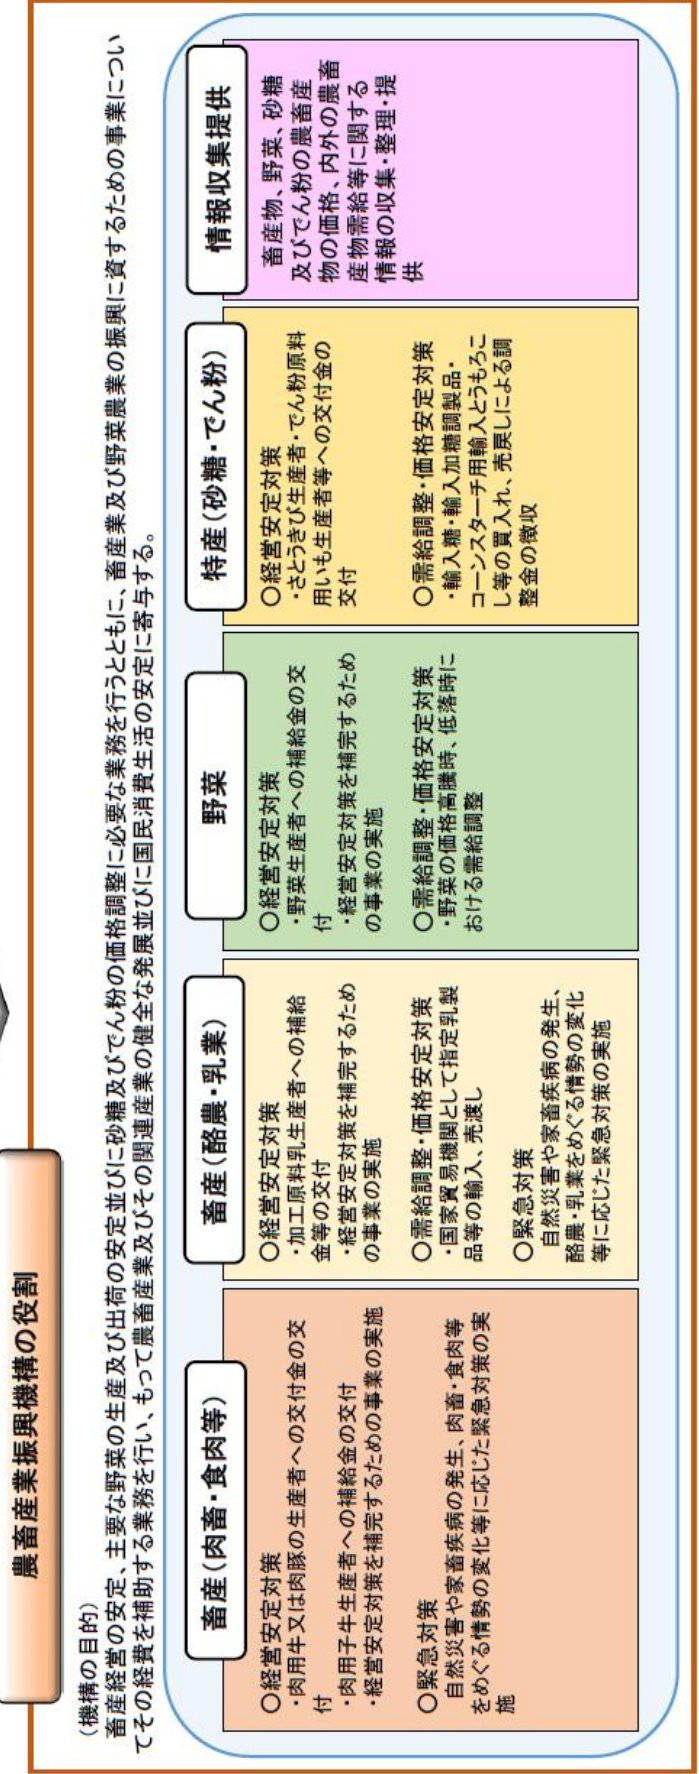 農畜産業振興機構の役割
（機構の目的）
畜産経営の安定、主要な野菜の生産及び出荷の安定並びに砂糖及びでん粉の価格調整に必要な業務を行うとともに、畜産業及び野菜農業の振興に資するための事業につい
てその経費を補助する業務を行い、もって農畜産業及びその関連産業の健全な発展並びに国民消費生活の安定に寄与する。
畜産（肉畜・食肉等）
〇経営安定対策
・肉用牛又は肉豚の生産者への交付金の交
付
・肉用子牛生産者への補給金の交付
・経営安定対策を補完するための事業の実施
〇緊急対策
自然災害や家畜疾病の発生、肉畜・食肉等
をめぐる情勢の変化等に応じた緊急対策の実
施
畜産（酪農・乳業）
〇経営安定対策
・加工原料乳生産者への補給
金等の交付
・経営安定対策を補完するため
の事業の実施
〇需給調整・価格安定対策
・国家貿易機関として指定乳製
品等の輸入、売渡し
〇緊急対策
自然災害や家畜疾病の発生、
酪農・乳業をめぐる情勢の変化
等に応じた緊急対策の実施
野菜
〇経営安定対策
・野菜生産者への補給金の交
付
・経営安定対策を補完するため
の事業の実施
〇需給調整・価格安定対策
・野菜の価格高騰時、低落時に
おける需給調整
特産（砂糖・でん粉）
〇経営安定対策
・さとうきび生産者・でん粉原料
用いも生産者等への交付金の
交付
〇需給調整・価格安定対策
・輸入糖・輸入加糖調製品・
コーンスターチ用輸入とうもろこ
し等の買入れ、売戻しによる調
整金の徴収
情報収集提供
畜産物、野菜、砂糖
及びでん粉の農畜産
物の価格、内外の農畜
産物需給等に関する
情報の収集・整理・提
供